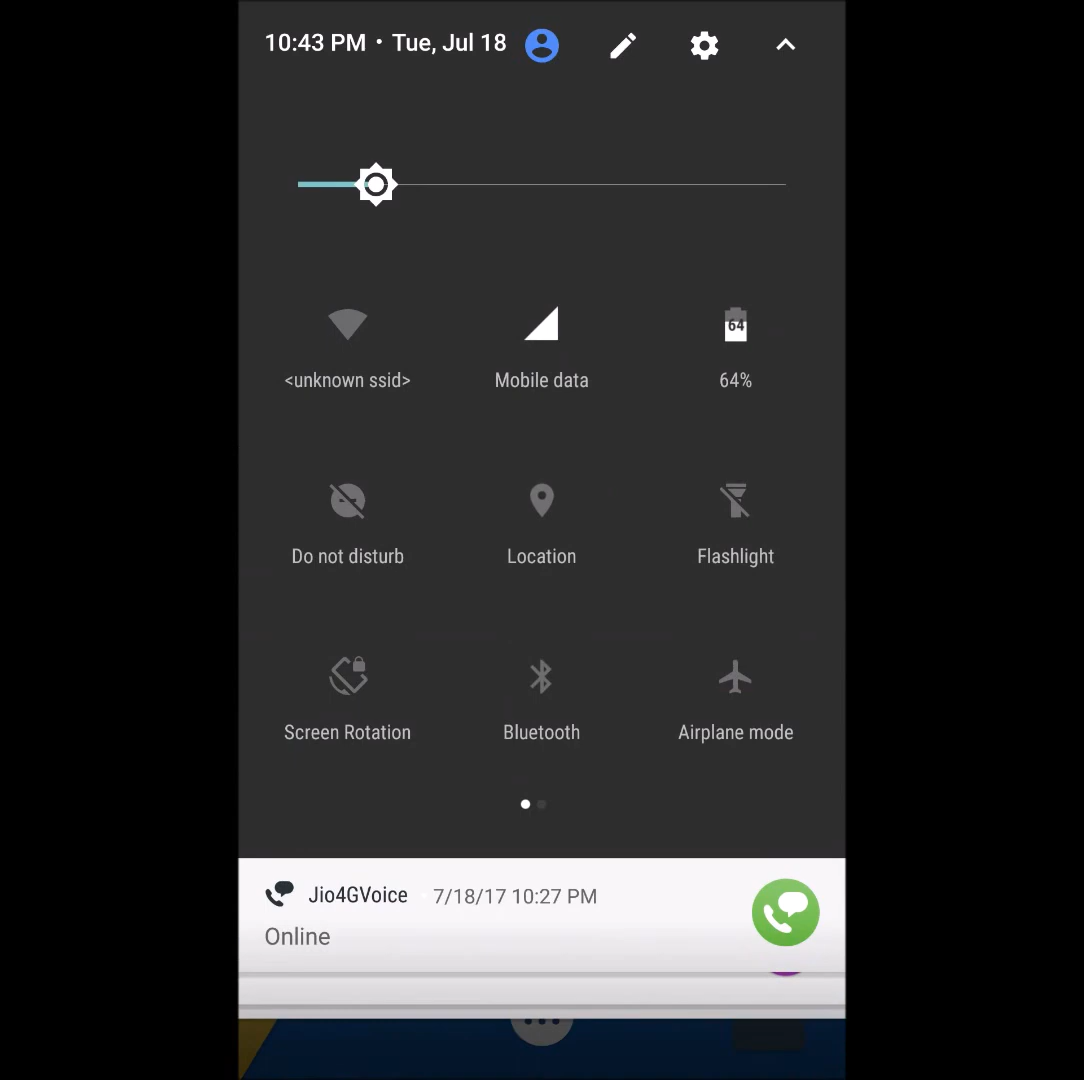 10:43 PM • Tue, Jul 18
64
<unknown ssid> Mobile data 64%
Do not disturb Location Flashlight
Screen Rotation Bluetooth Airplane mode
Jio4GVoice 7/18/17 10:27 PM
Online